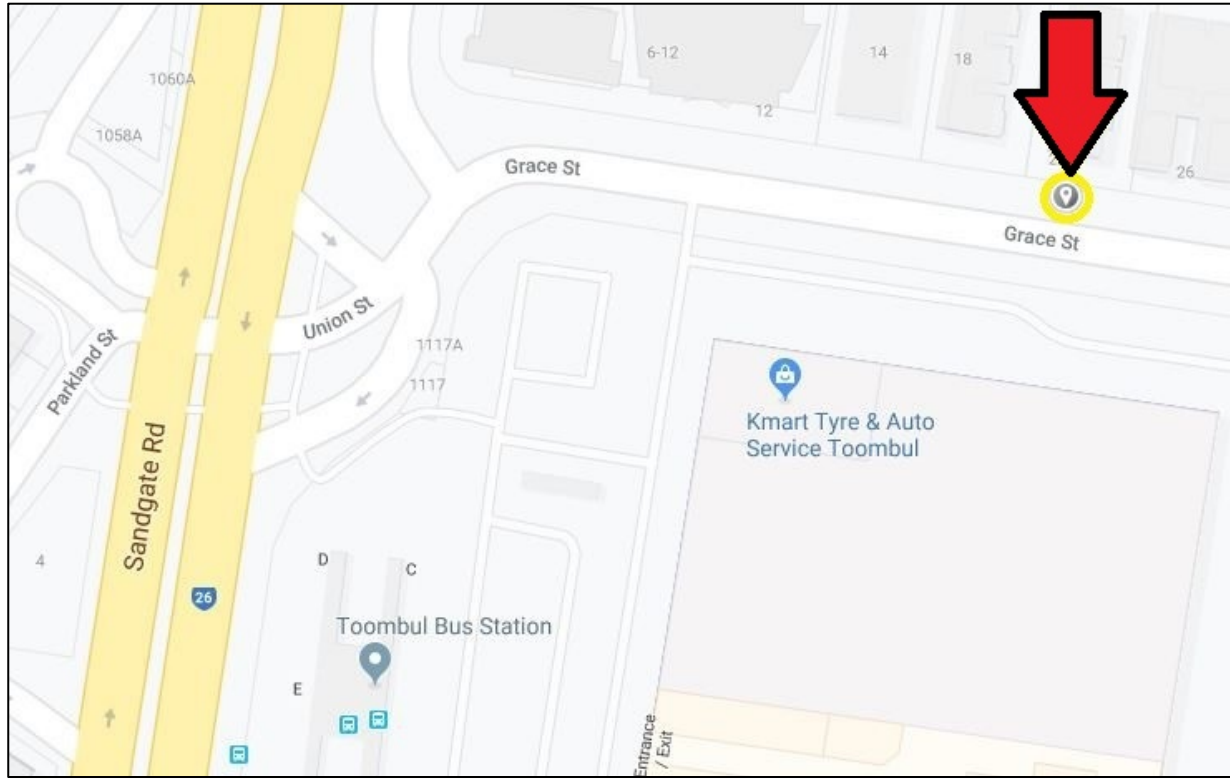 1060A
6-12
14
18
12
1058A
26
Grace St
Grace St
Union St
1117A
Parkland St
1117
Kmart Tyre & Auto
Service Toombul
Sandgate Rd
4
D
C
26
Toombul Bus Station
E
Entrance
/ Exit